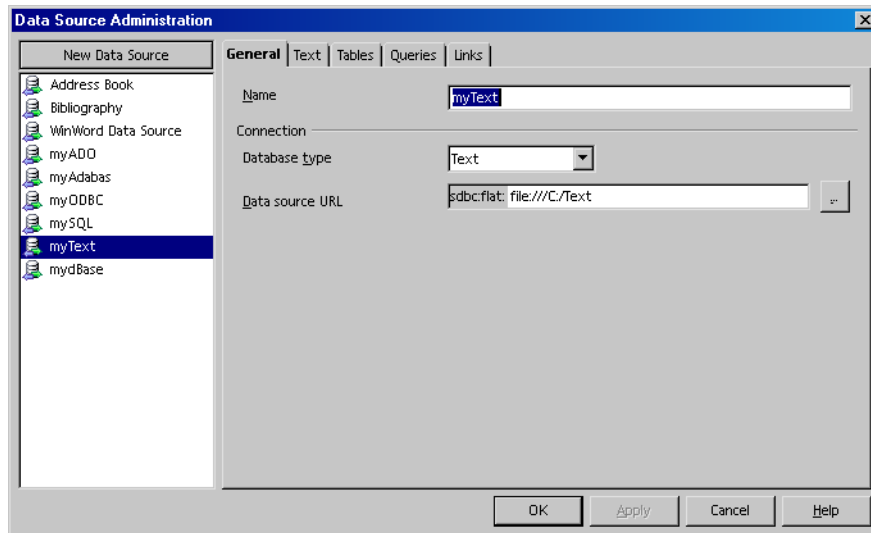 Data Source Administration
New Data Source
Address Book
Bibliography
WinWord Data Source
myADO
myAdabas
myODBC
mySQL
myText
mydBase
General Text Tables Queries Links
Name myText
Connection
Database type Text
Data source URL sdbc:flat: file:///C:/Text ...
OK Apply Cancel Help